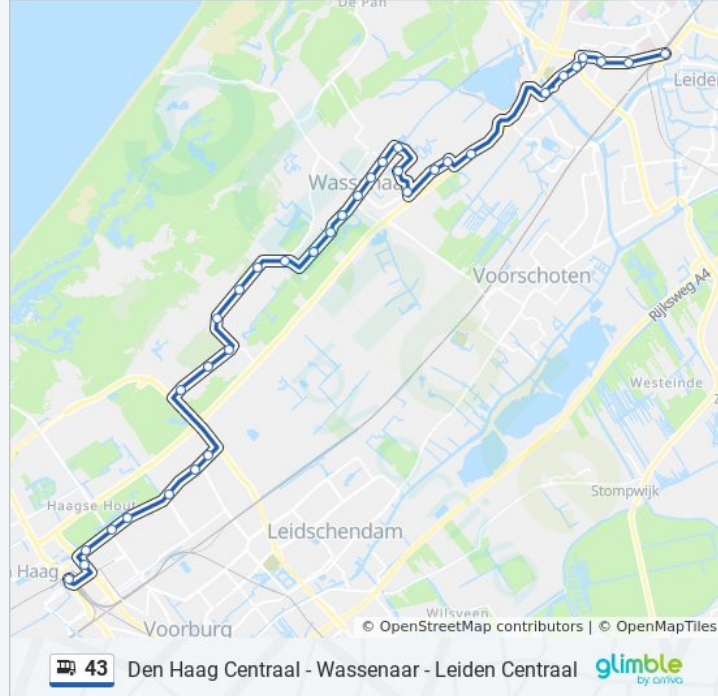 De Pan
Leiden
Wassenaar
Voorschoten
Rijksweg A4
Westeinde
Stompwijk
Haagse Hout
Leidschendam
n Haag
Wilsveen
Voorburg
© OpenStreetMap contributors | © OpenMapTiles
43 Den Haag Centraal - Wassenaar - Leiden Centraal
glimble
by arriva